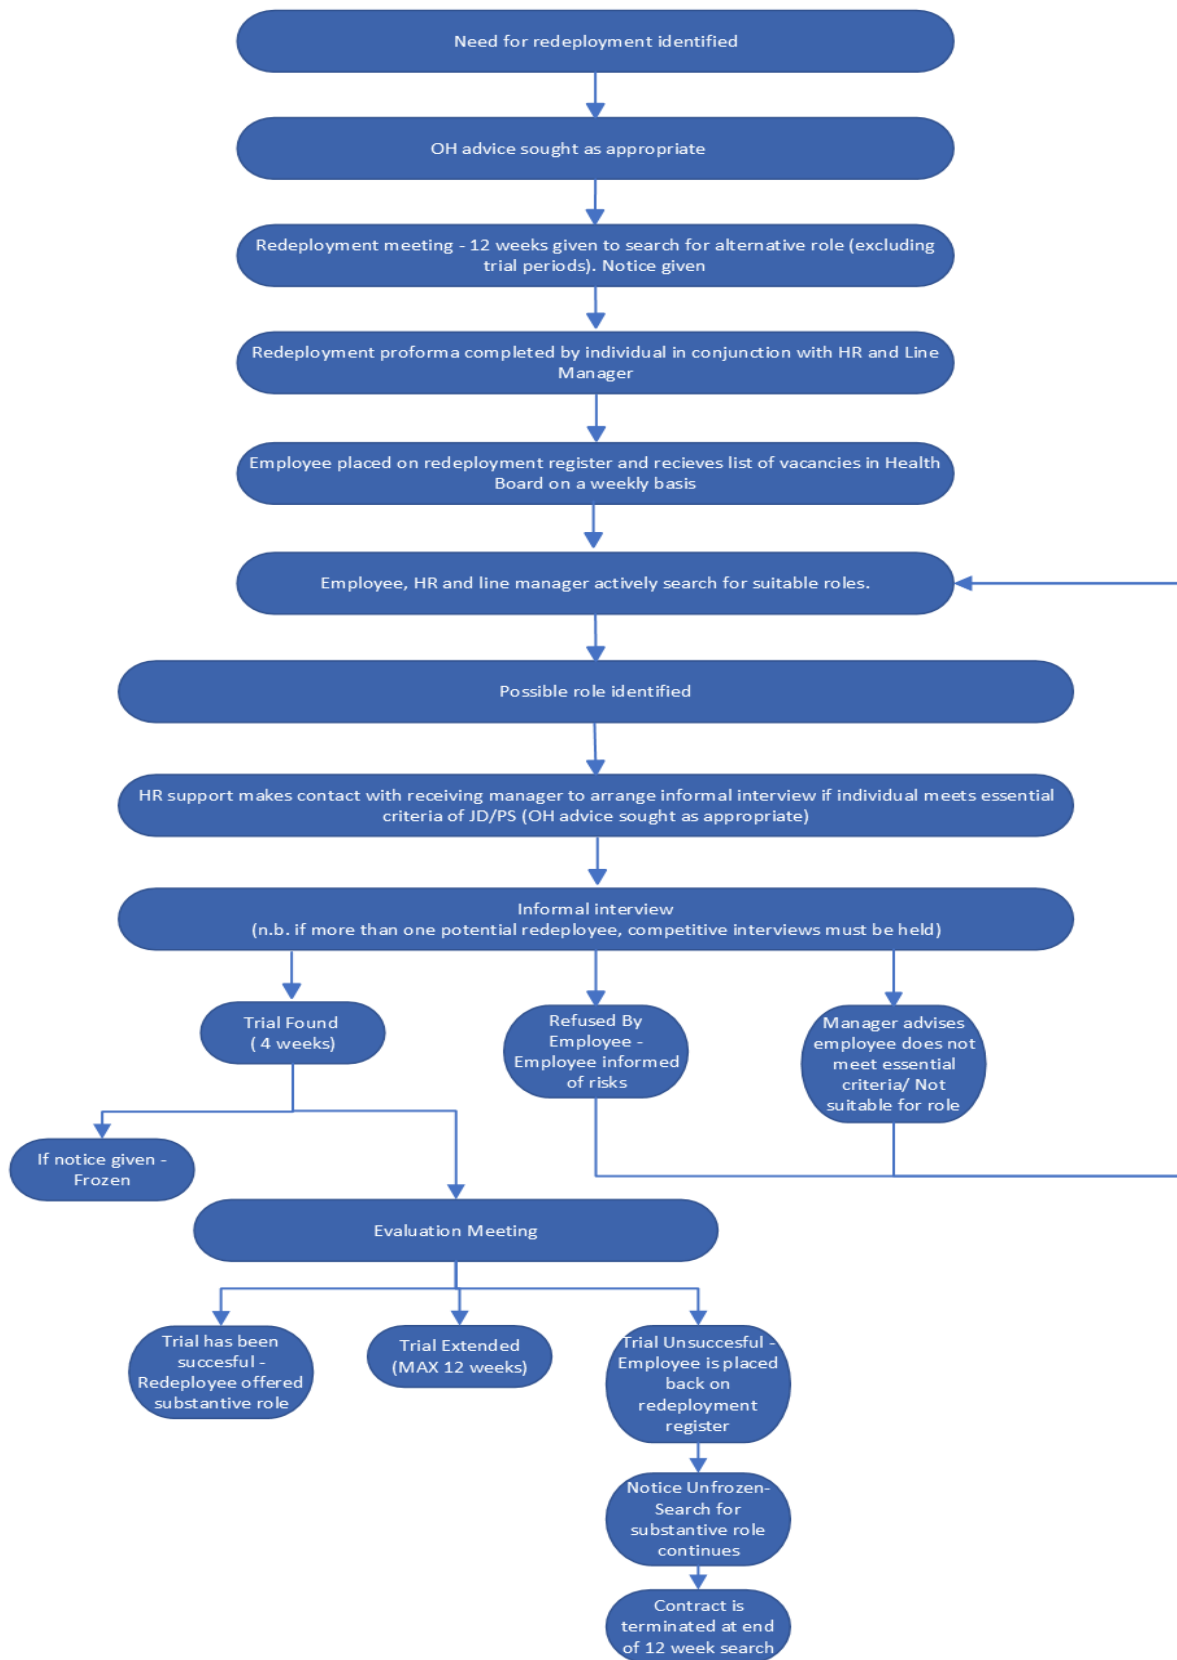 Need for redeployment identified
OH advice sought as appropriate
Redeployment meeting - 12 weeks given to search for alternative role (excluding
trial periods). Notice given
Redeployment proforma completed by individual in conjunction with HR and Line
Manager
Employee placed on redeployment register and recieves list of vacancies in Health
Board on a weekly basis
Employee, HR and line manager actively search for suitable roles.
Possible role identified
HR support makes contact with receiving manager to arrange informal interview if individual meets essential
criteria of JD/PS (OH advice sought as appropriate)
Informal interview
(n.b. if more than one potential redeployee, competitive interviews must be held)
Trial Found
( 4 weeks)
Refused By
Employee -
Employee informed
of risks
Manager advises
employee does not
meet essential
criteria/ Not
suitable for role
If notice given -
Frozen
Evaluation Meeting
Trial has been
succesful -
Redeployee offered
substantive role
Trial Extended
(MAX 12 weeks)
Trial Unsuccesful -
Employee is placed
back on
redeployment
register
Notice Unfrozen-
Search for
substantive role
continues
Contract is
terminated at end
of 12 week search